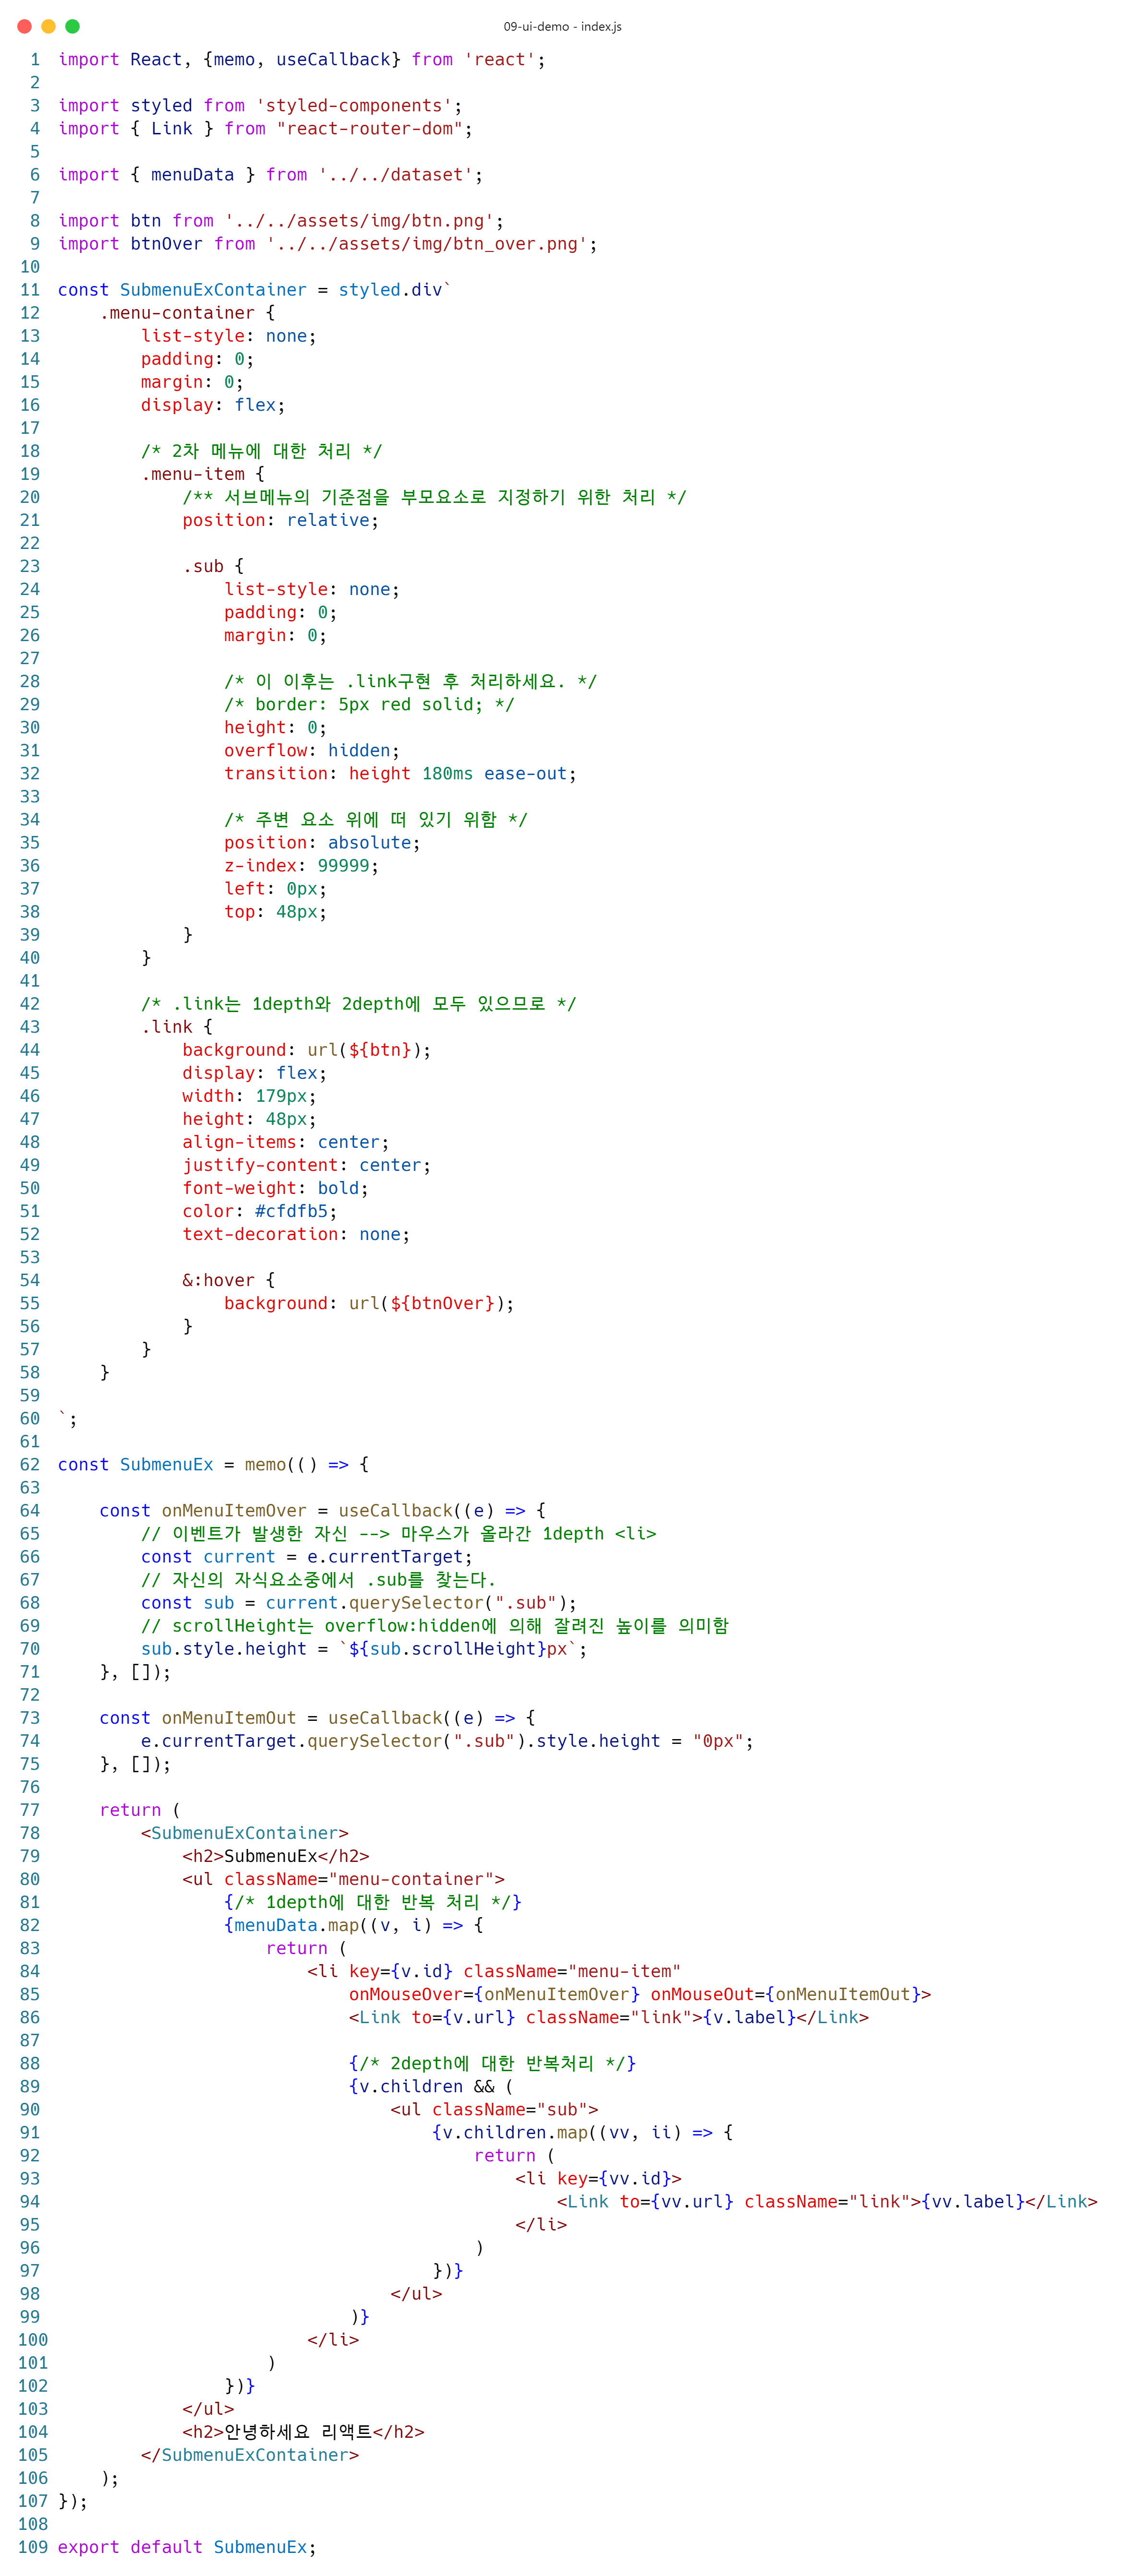 09-ui-demo - index.js
1 import React, {memo, useCallback} from 'react';
2
3 import styled from 'styled-components';
4 import { Link } from "react-router-dom";
5
6 import { menuData } from '../../dataset';
7
8 import btn from '../../assets/img/btn.png';
9 import btnOver from '../../assets/img/btn_over.png';
10
11 const SubmenuExContainer = styled.div`
12     .menu-container {
13         list-style: none;
14         padding: 0;
15         margin: 0;
16         display: flex;
17
18         /* 2차 메뉴에 대한 처리 */
19         .menu-item {
20             /** 서브메뉴의 기준점을 부모요소로 지정하기 위한 처리 */
21             position: relative;
22
23             .sub {
24                 list-style: none;
25                 padding: 0;
26                 margin: 0;
27
28                 /* 이 이후는 .link구현 후 처리하세요. */
29                 /* border: 5px red solid; */
30                 height: 0;
31                 overflow: hidden;
32                 transition: height 180ms ease-out;
33
34                 /* 주변 요소 위에 떠 있기 위함 */
35                 position: absolute;
36                 z-index: 99999;
37                 left: 0px;
38                 top: 48px;
39             }
40         }
41
42         /* .link는 1depth와 2depth에 모두 있으므로 */
43         .link {
44             background: url(${btn});
45             display: flex;
46             width: 179px;
47             height: 48px;
48             align-items: center;
49             justify-content: center;
50             font-weight: bold;
51             color: #cfdfb5;
52             text-decoration: none;
53
54             &:hover {
55                 background: url(${btnOver});
56             }
57         }
58     }
59
60 `;
61
62 const SubmenuEx = memo(() => {
63
64     const onMenuItemOver = useCallback((e) => {
65         // 이벤트가 발생한 자신 --> 마우스가 올라간 1depth <li>
66         const current = e.currentTarget;
67         // 자신의 자식요소중에서 .sub를 찾는다.
68         const sub = current.querySelector(".sub");
69         // scrollHeight는 overflow:hidden에 의해 잘려진 높이를 의미함
70         sub.style.height = `${sub.scrollHeight}px`;
71     }, []);
72
73     const onMenuItemOut = useCallback((e) => {
74         e.currentTarget.querySelector(".sub").style.height = "0px";
75     }, []);
76
77     return (
78         <SubmenuExContainer>
79             <h2>SubmenuEx</h2>
80             <ul className="menu-container">
81                 {/* 1depth에 대한 반복 처리 */}
82                 {menuData.map((v, i) => {
83                     return (
84                         <li key={v.id} className="menu-item"
85                             onMouseOver={onMenuItemOver} onMouseOut={onMenuItemOut}>
86                             <Link to={v.url} className="link">{v.label}</Link>
87
88                             {/* 2depth에 대한 반복처리 */}
89                             {v.children && (
90                                 <ul className="sub">
91                                     {v.children.map((vv, ii) => {
92                                         return (
93                                             <li key={vv.id}>
94                                                 <Link to={vv.url} className="link">{vv.label}</Link>
95                                             </li>
96                                         )
97                                     })}
98                                 </ul>
99                             )}
100                         </li>
101                     )
102                 })}
103             </ul>
104             <h2>안녕하세요 리액트</h2>
105         </SubmenuExContainer>
106     );
107 });
108
109 export default SubmenuEx;